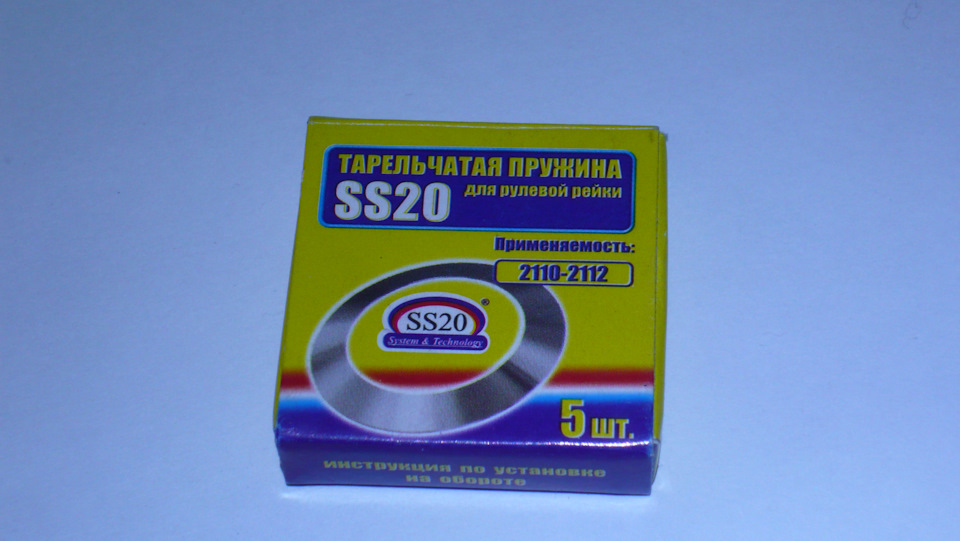 ТАРЕЛЬЧАТАЯ ПРУЖИНА
SS20 для рулевой рейки
Применяемость:
2110-2112
SS20 ®
System & Technology
5 шт.
инструкция по установке
на обороте